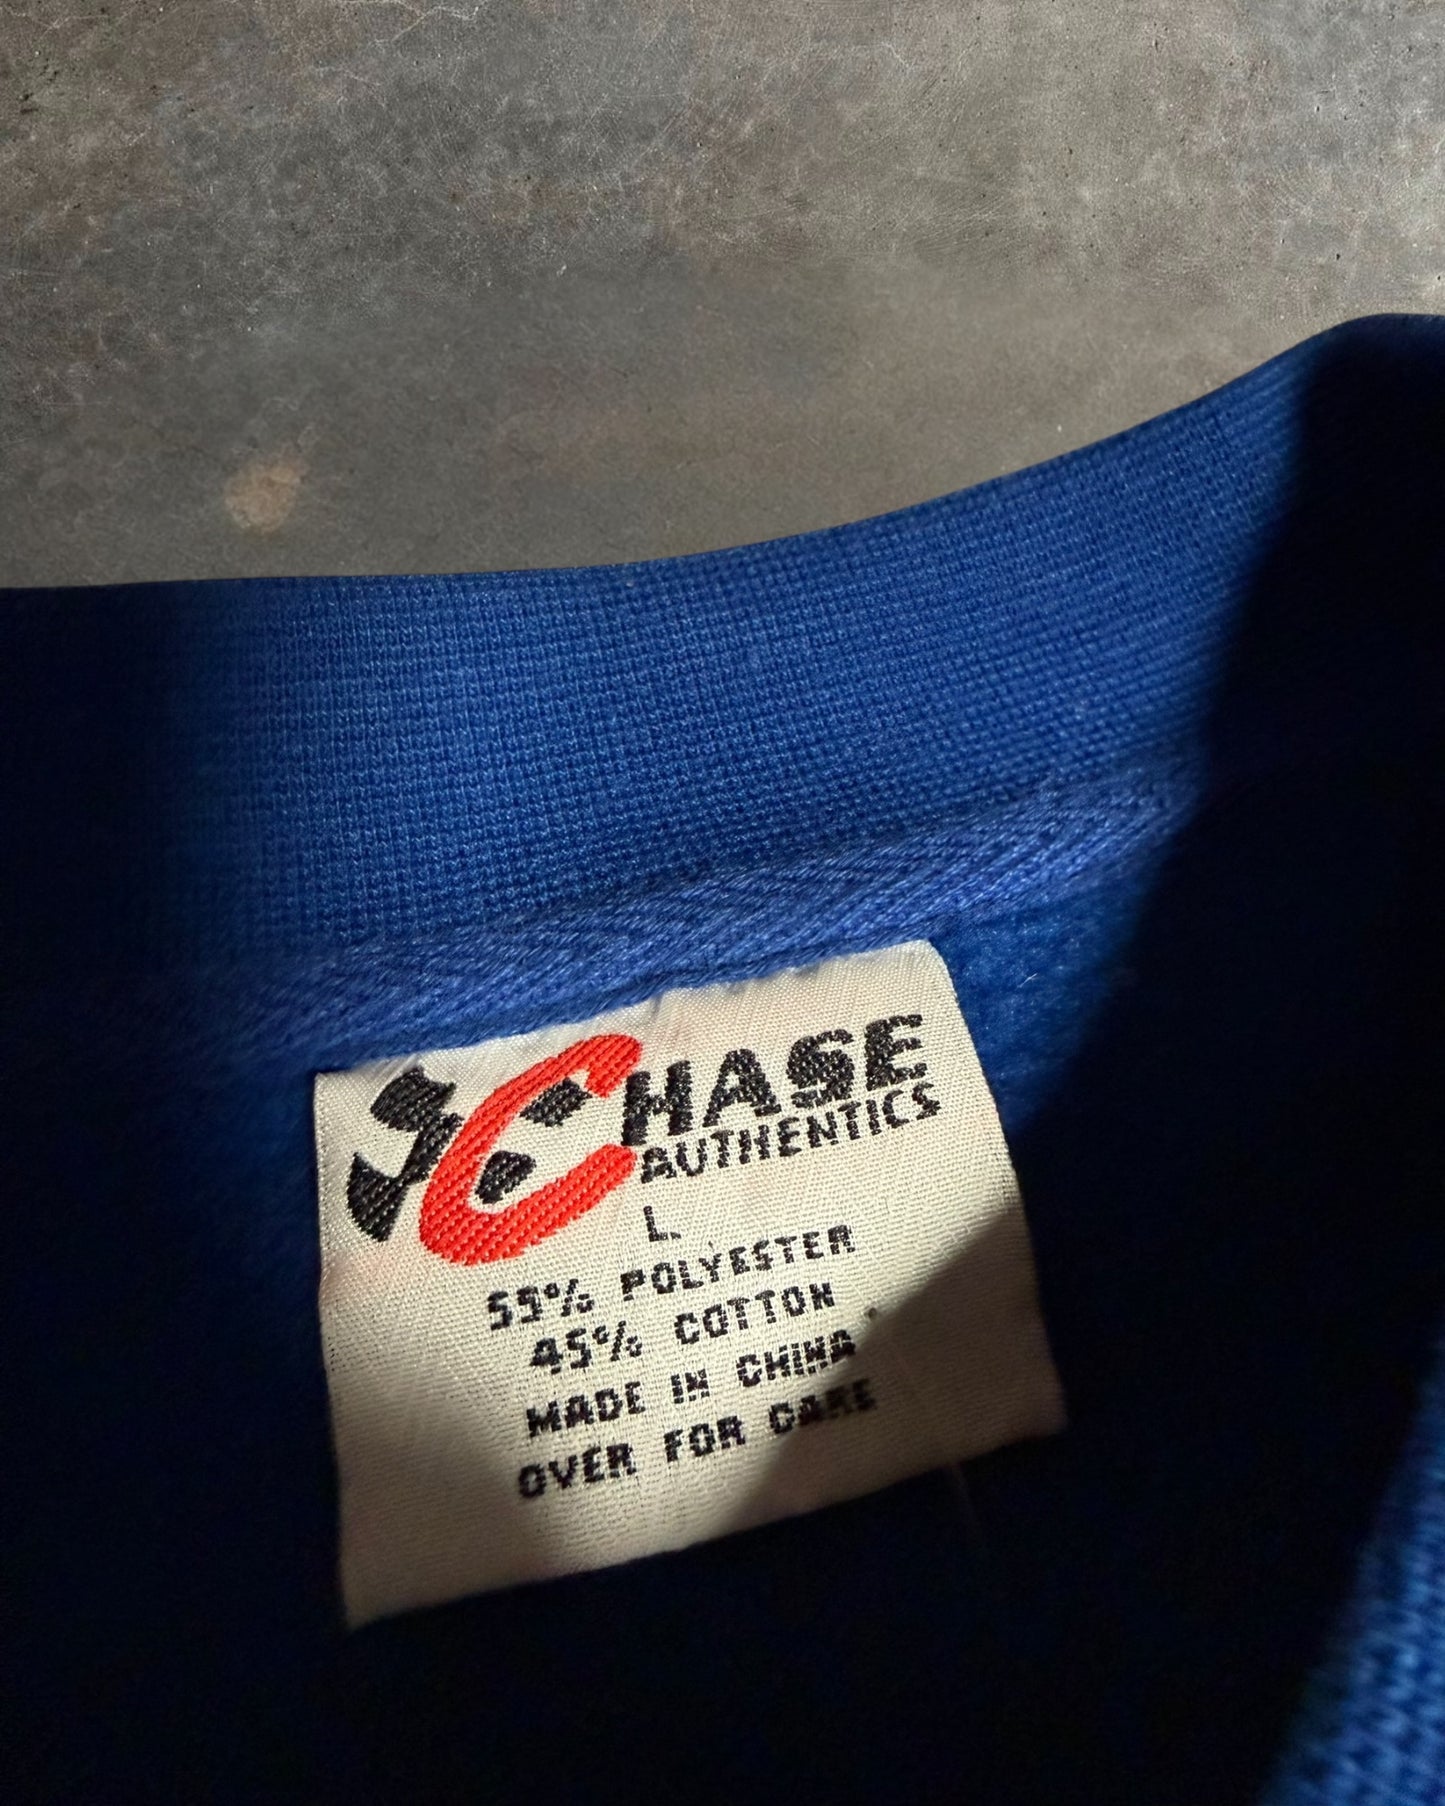 CHASE
AUTHENTICS
L
55% POLYESTER
45% COTTON
MADE IN CHINA
OVER FOR CARE